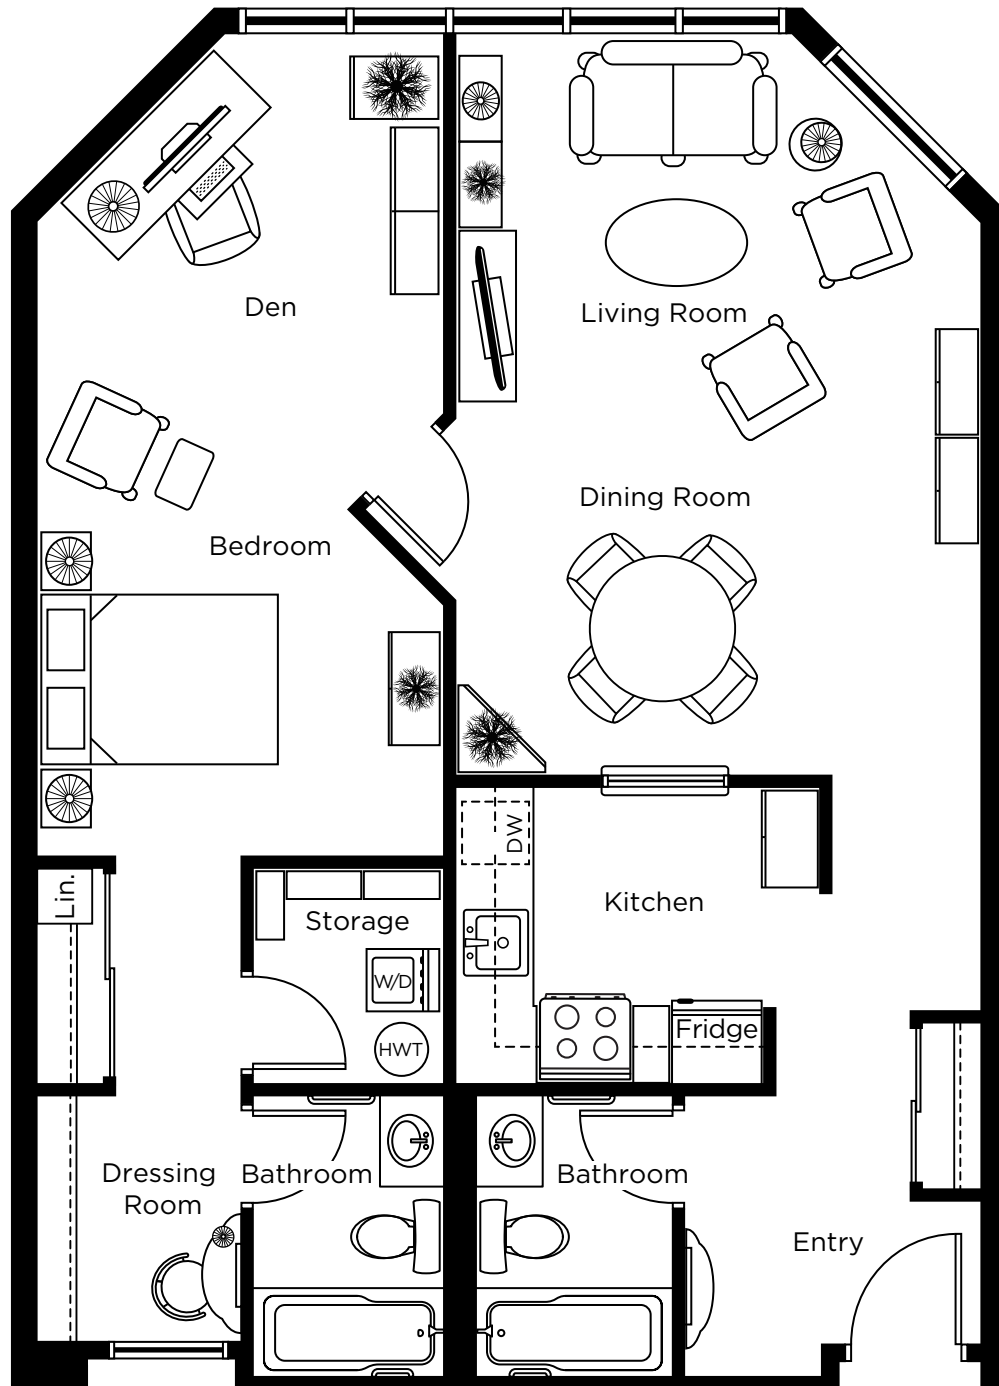 Den
Living Room
Dining Room
Bedroom
DW
Kitchen
Lin.
Storage
W/D
Fridge
HWT
Dressing
Room
Bathroom
Bathroom
Entry